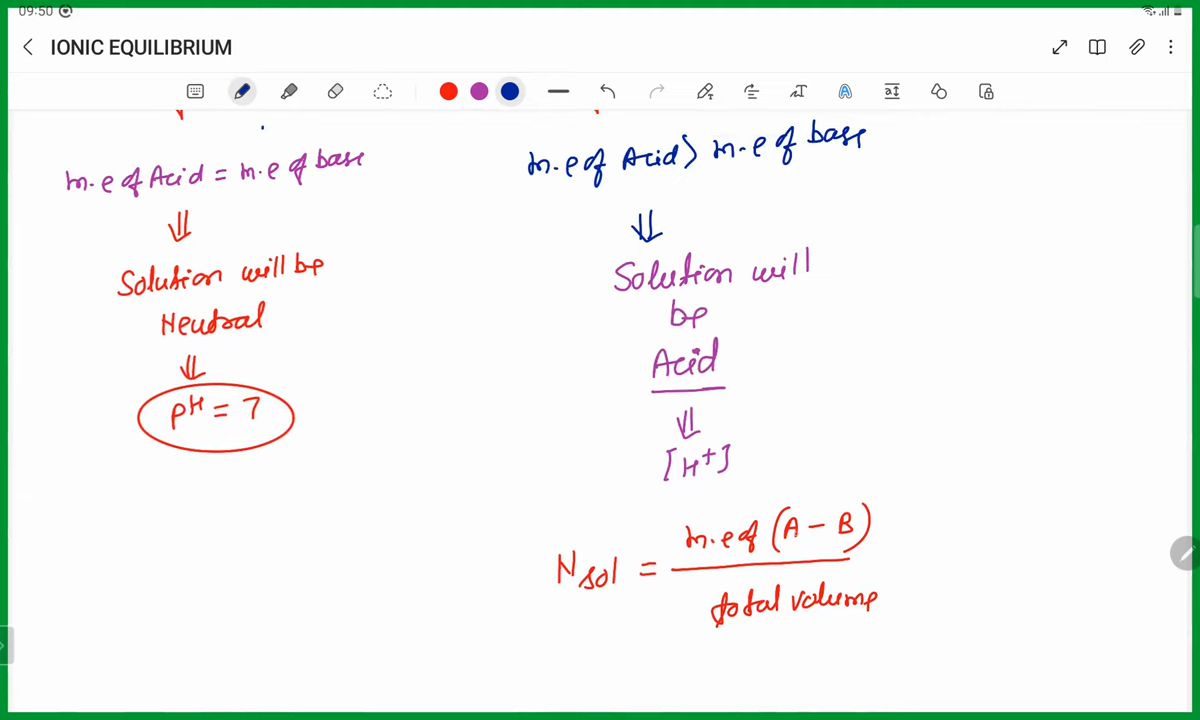 09:50
IONIC EQUILIBRIUM
m.e of Acid = m.e of base
⇓
Solution will be
Neutral
⇓
pH = 7
m.e of Acid > m.e of base
⇓
Solution will
be
Acid
⇓
[H+]
N sol = m.e of (A - B)
total volume